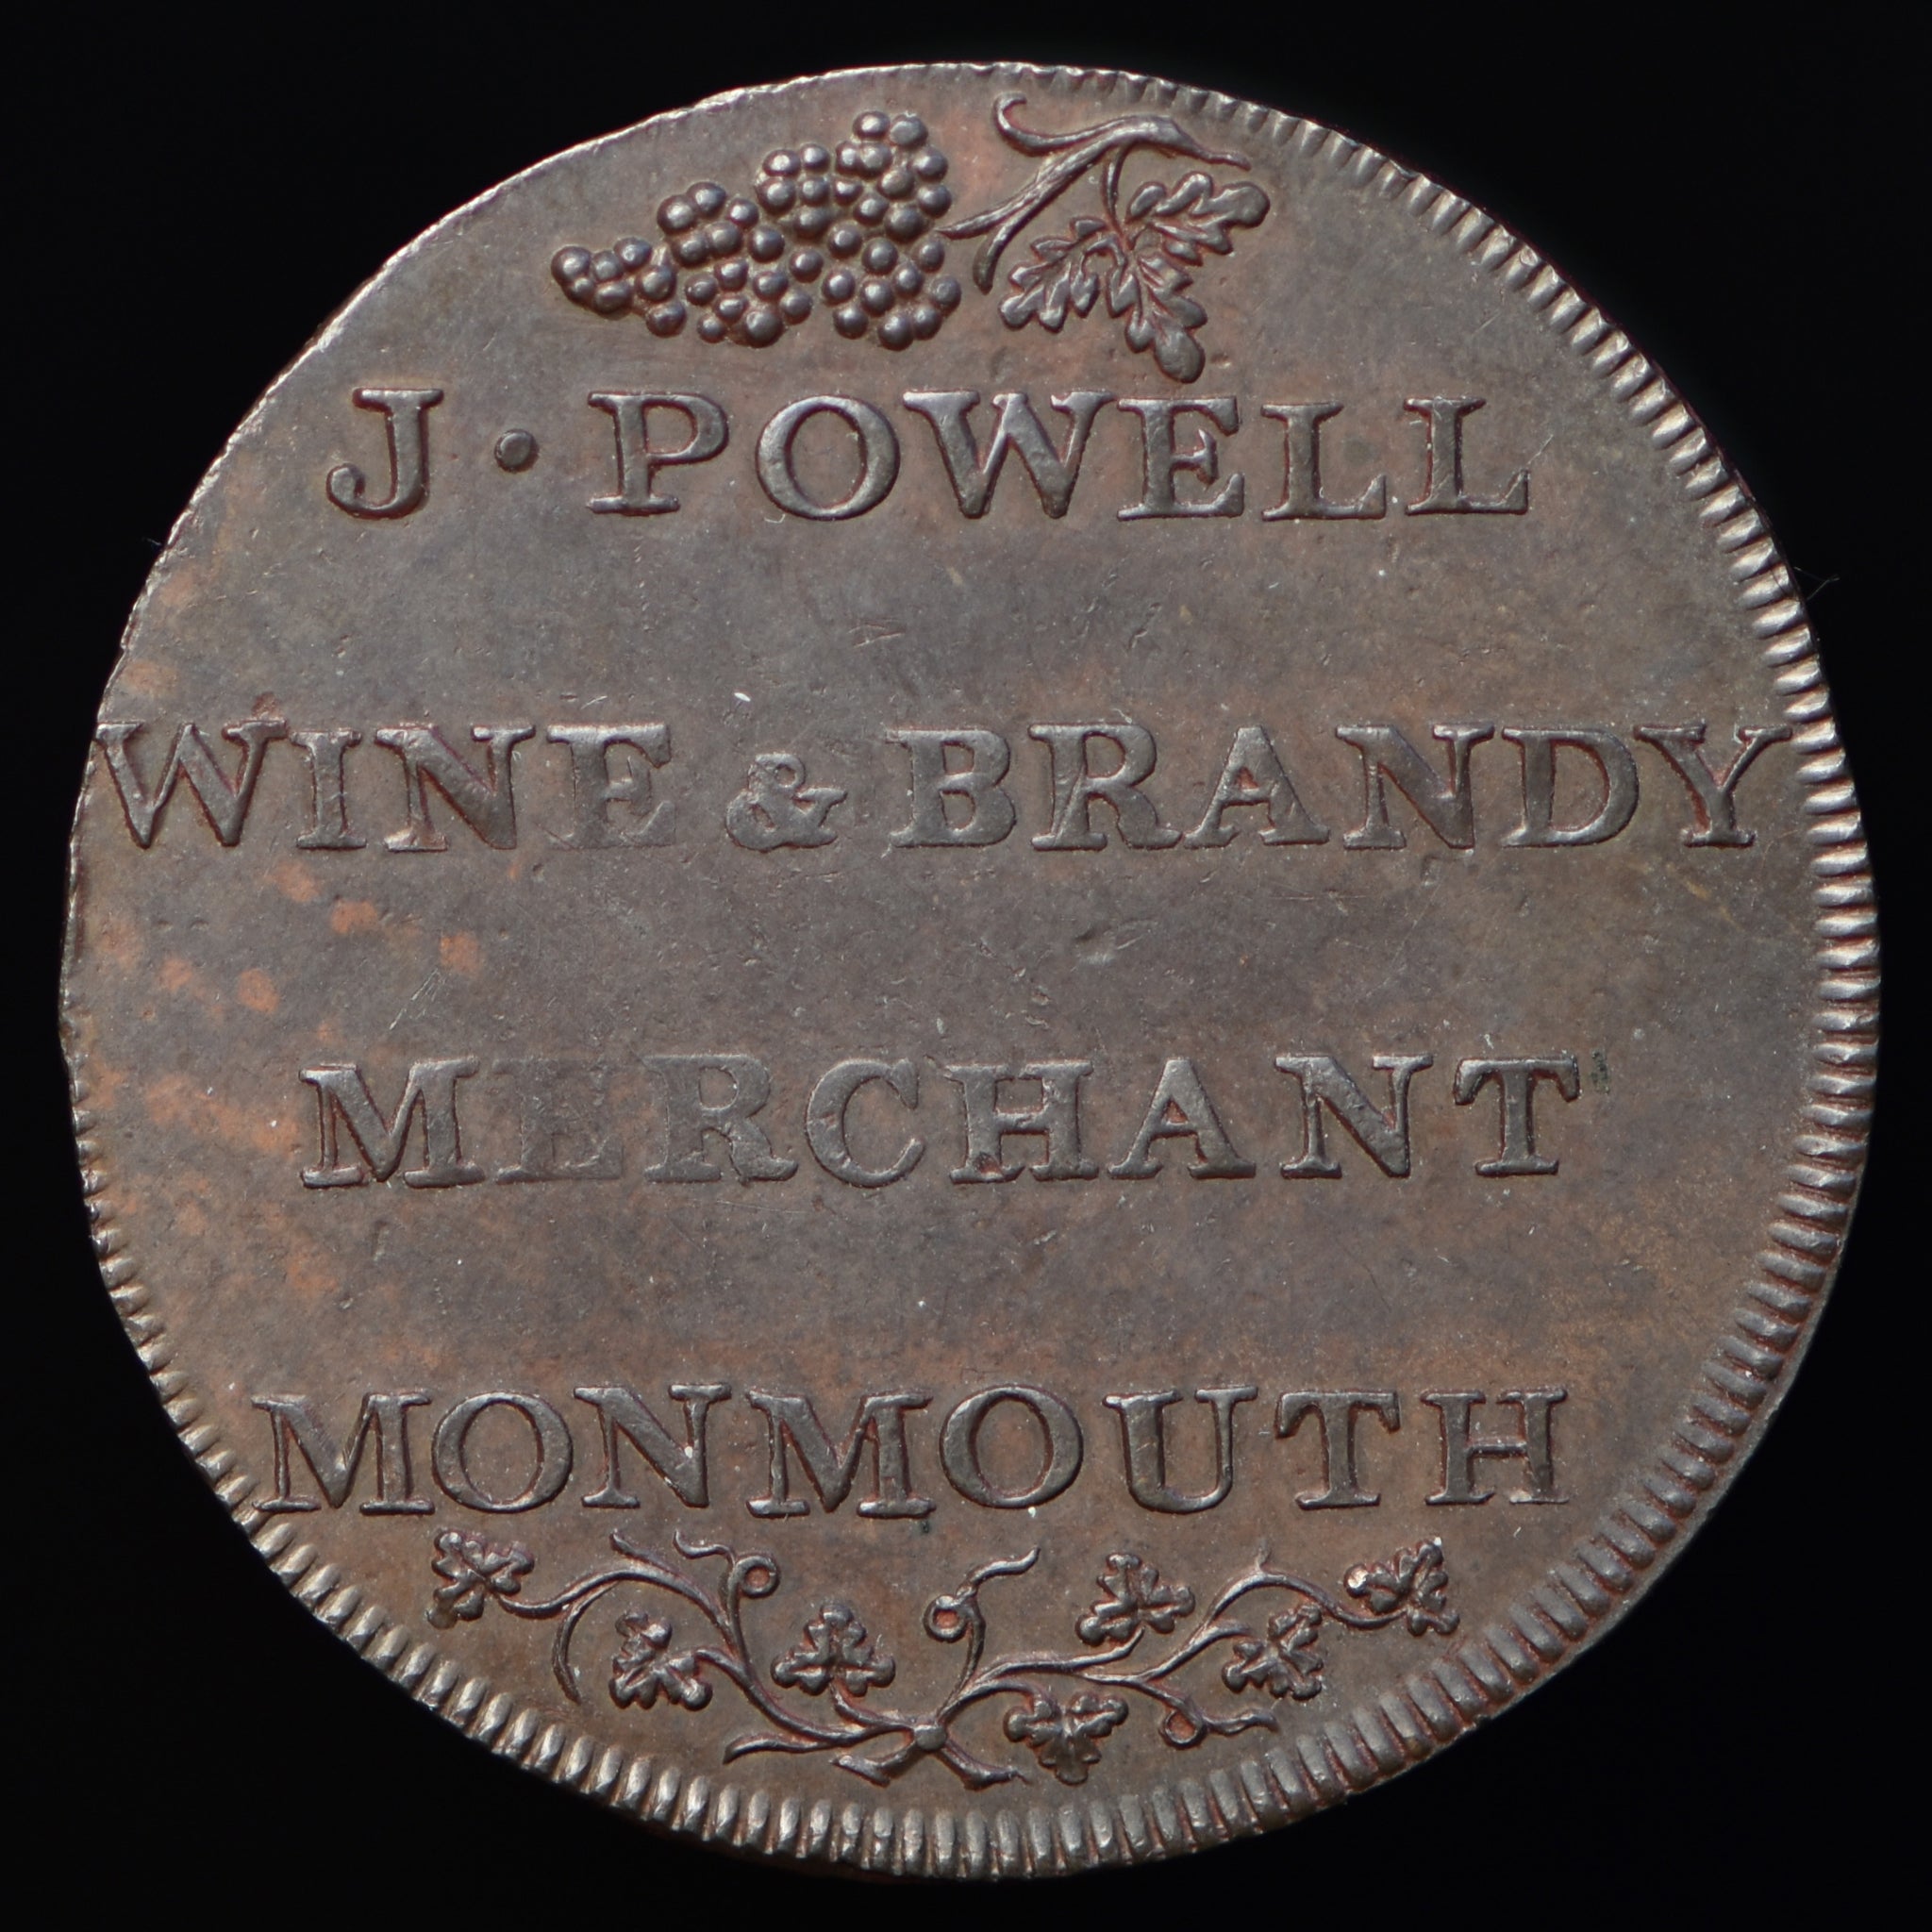 J·POWELL
WINE & BRANDY
MERCHANT
MONMOUTH